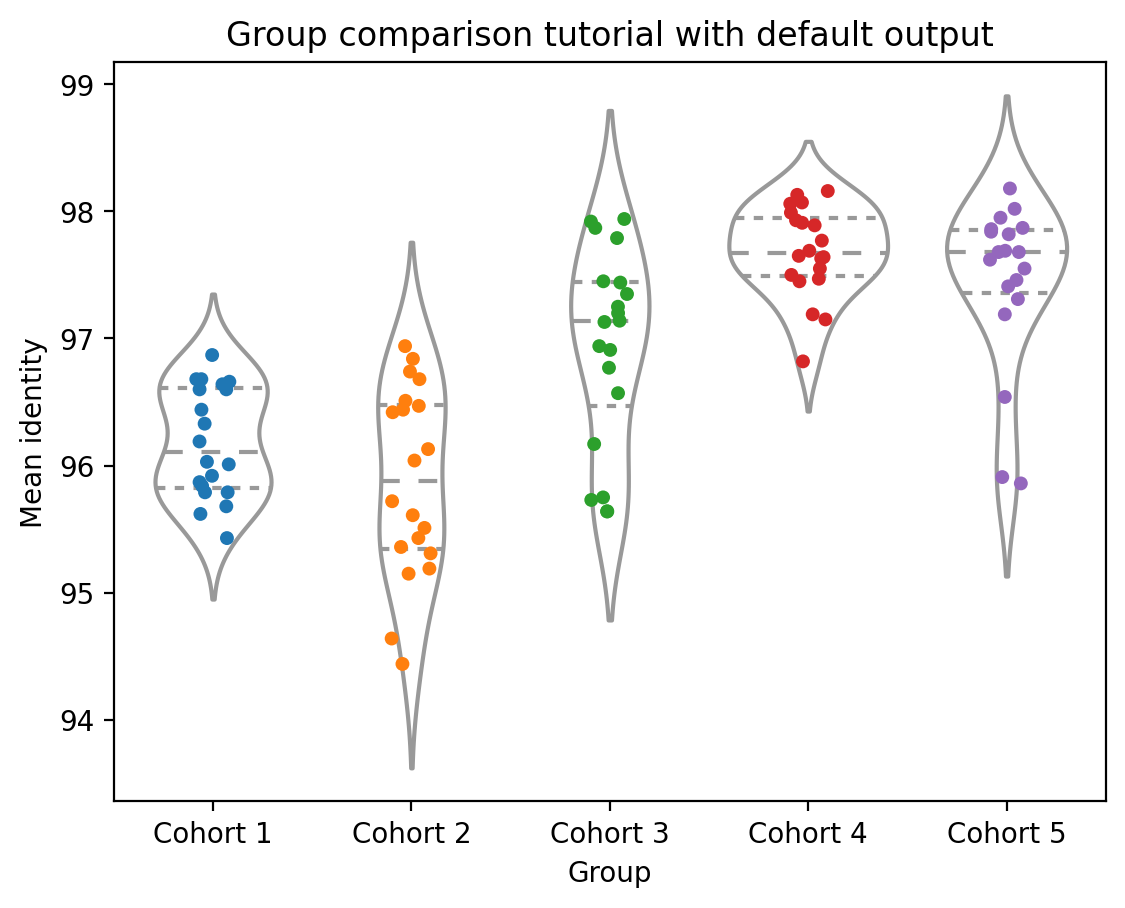 Group comparison tutorial with default output
99
98
97
96
95
94
Mean identity
Cohort 1 Cohort 2 Cohort 3 Cohort 4 Cohort 5
Group